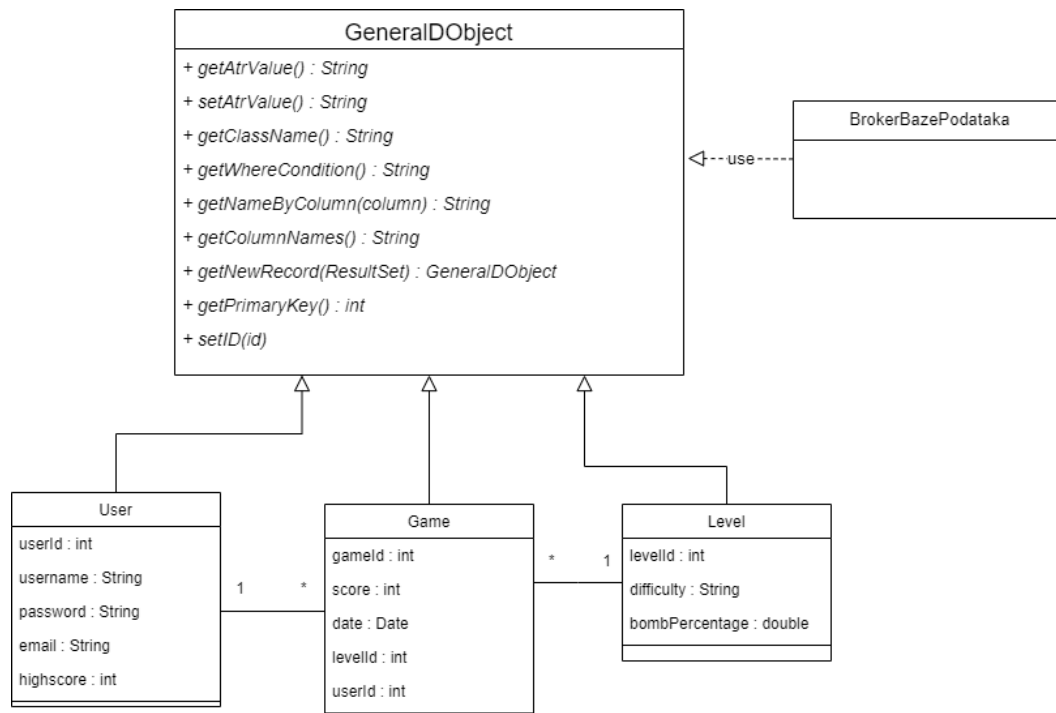 GeneralDObject
+ getAtrValue() : String
+ setAtrValue() : String
+ getClassName() : String
+ getWhereCondition() : String
+ getNameByColumn(column) : String
+ getColumnNames() : String
+ getNewRecord(ResultSet) : GeneralDObject
+ getPrimaryKey() : int
+ setID(id)
BrokerBazePodataka
use
User
userId : int
username : String
password : String
email : String
highscore : int
1
*
Game
gameId : int
score : int
date : Date
levelId : int
userId : int
*
1
Level
levelId : int
difficulty : String
bombPercentage : double